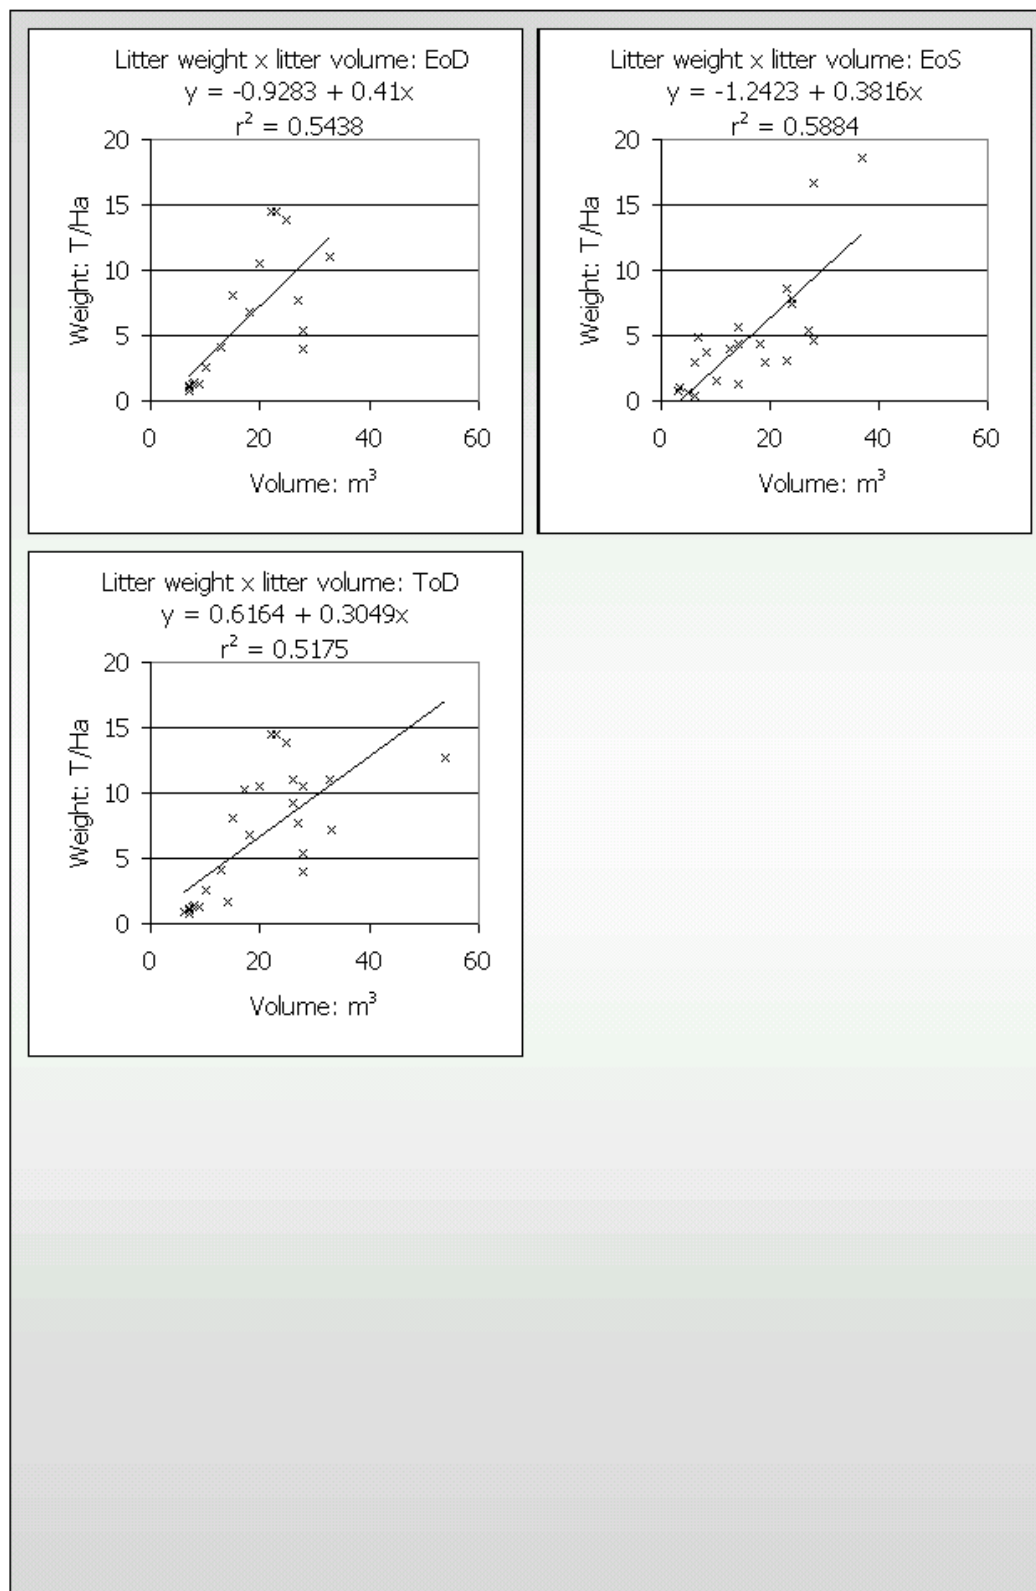 Litter weight x litter volume: EoD
y = -0.9283 + 0.41x
r² = 0.5438
20
15
10
5
0
Weight: T/Ha
0 20 40 60
Volume: m³
Litter weight x litter volume: EoS
y = -1.2423 + 0.3816x
r² = 0.5884
20
15
10
5
0
Weight: T/Ha
0 20 40 60
Volume: m³
Litter weight x litter volume: ToD
y = 0.6164 + 0.3049x
r² = 0.5175
20
15
10
5
0
Weight: T/Ha
0 20 40 60
Volume: m³